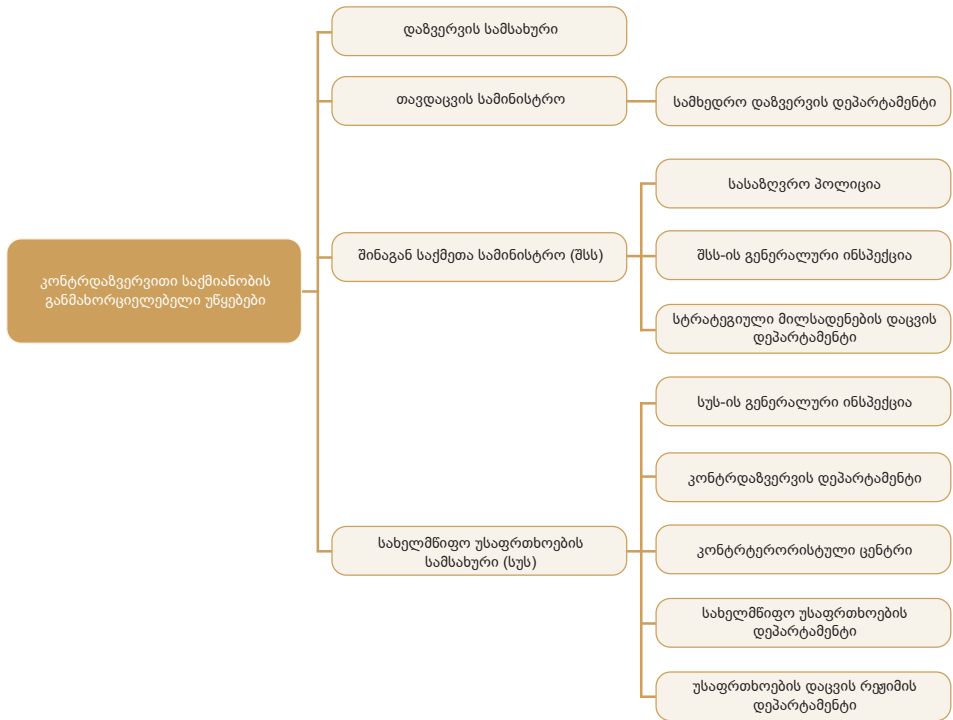 კონტრდაზვერვითი საქმიანობის
განმახორციელებელი უწყებები
დაზვერვის სამსახური
თავდაცვის სამინისტრო
სამხედრო დაზვერვის დეპარტამენტი
შინაგან საქმეთა სამინისტრო (შსს)
სასაზღვრო პოლიცია
შსს-ის გენერალური ინსპექცია
სტრატეგიული მილსადენების დაცვის
დეპარტამენტი
სახელმწიფო უსაფრთხოების
სამსახური (სუს)
სუს-ის გენერალური ინსპექცია
კონტრდაზვერვის დეპარტამენტი
კონტრტერორისტული ცენტრი
სახელმწიფო უსაფრთხოების
დეპარტამენტი
უსაფრთხოების დაცვის რეჟიმის
დეპარტამენტი